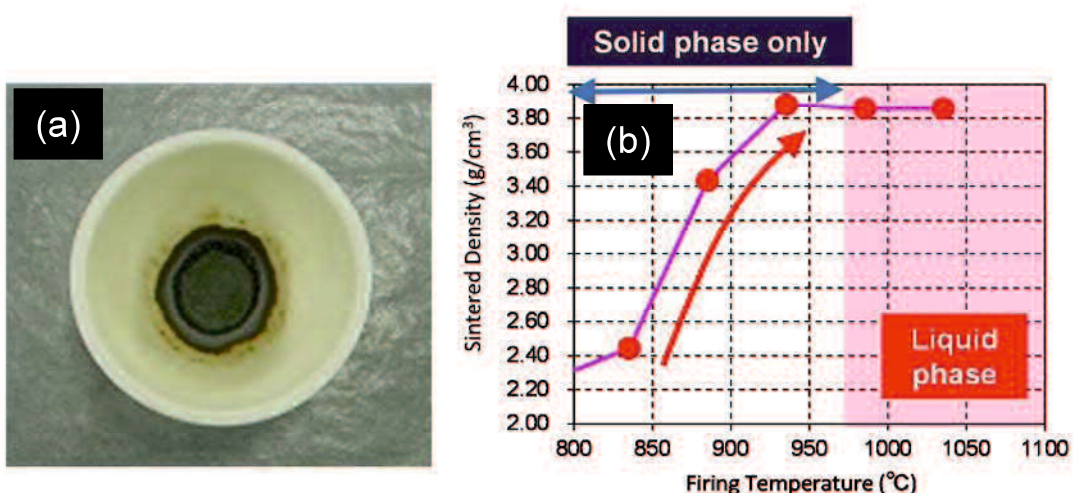 (a)
Solid phase only
(b)
Sintered Density (g/cm³)
4.00
3.80
3.60
3.40
3.20
3.00
2.80
2.60
2.40
2.20
2.00
Liquid
phase
800 850 900 950 1000 1050 1100
Firing Temperature (℃)